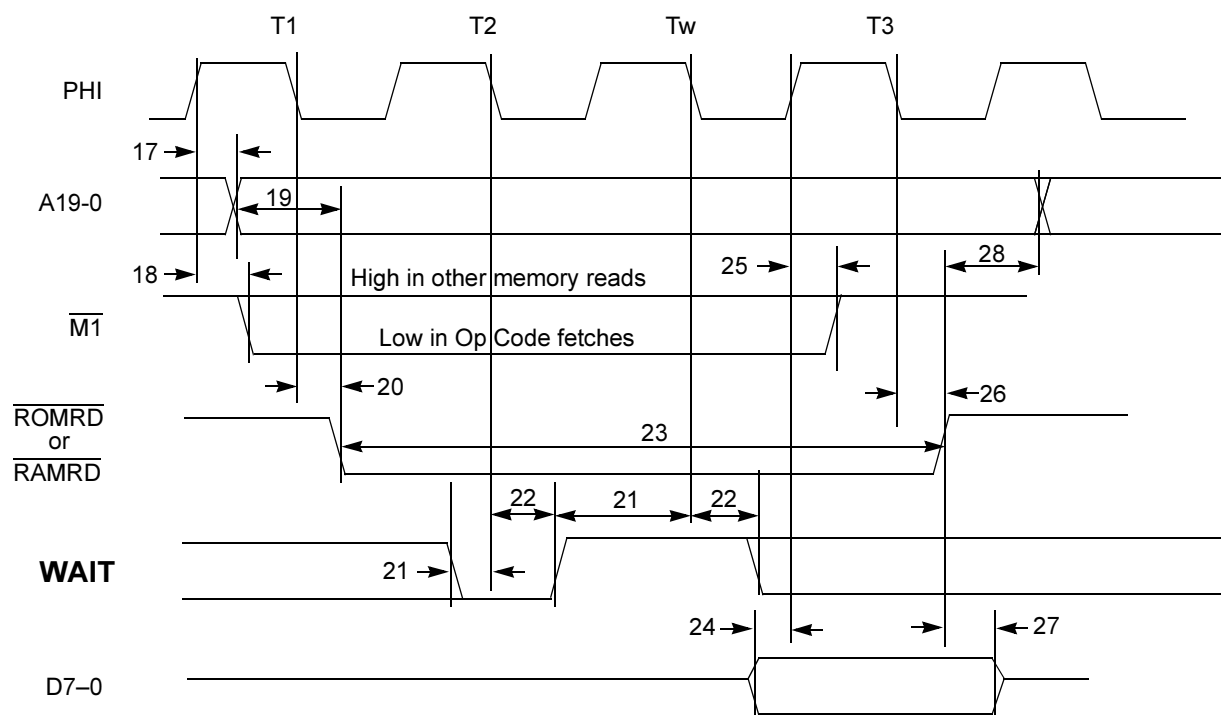 T1 T2 Tw T3
PHI
17
A19-0
19
18
High in other memory reads
25
28
M1
Low in Op Code fetches
20
26
ROMRD
or
RAMRD
23
22 21 22
WAIT
21
24
27
D7–0